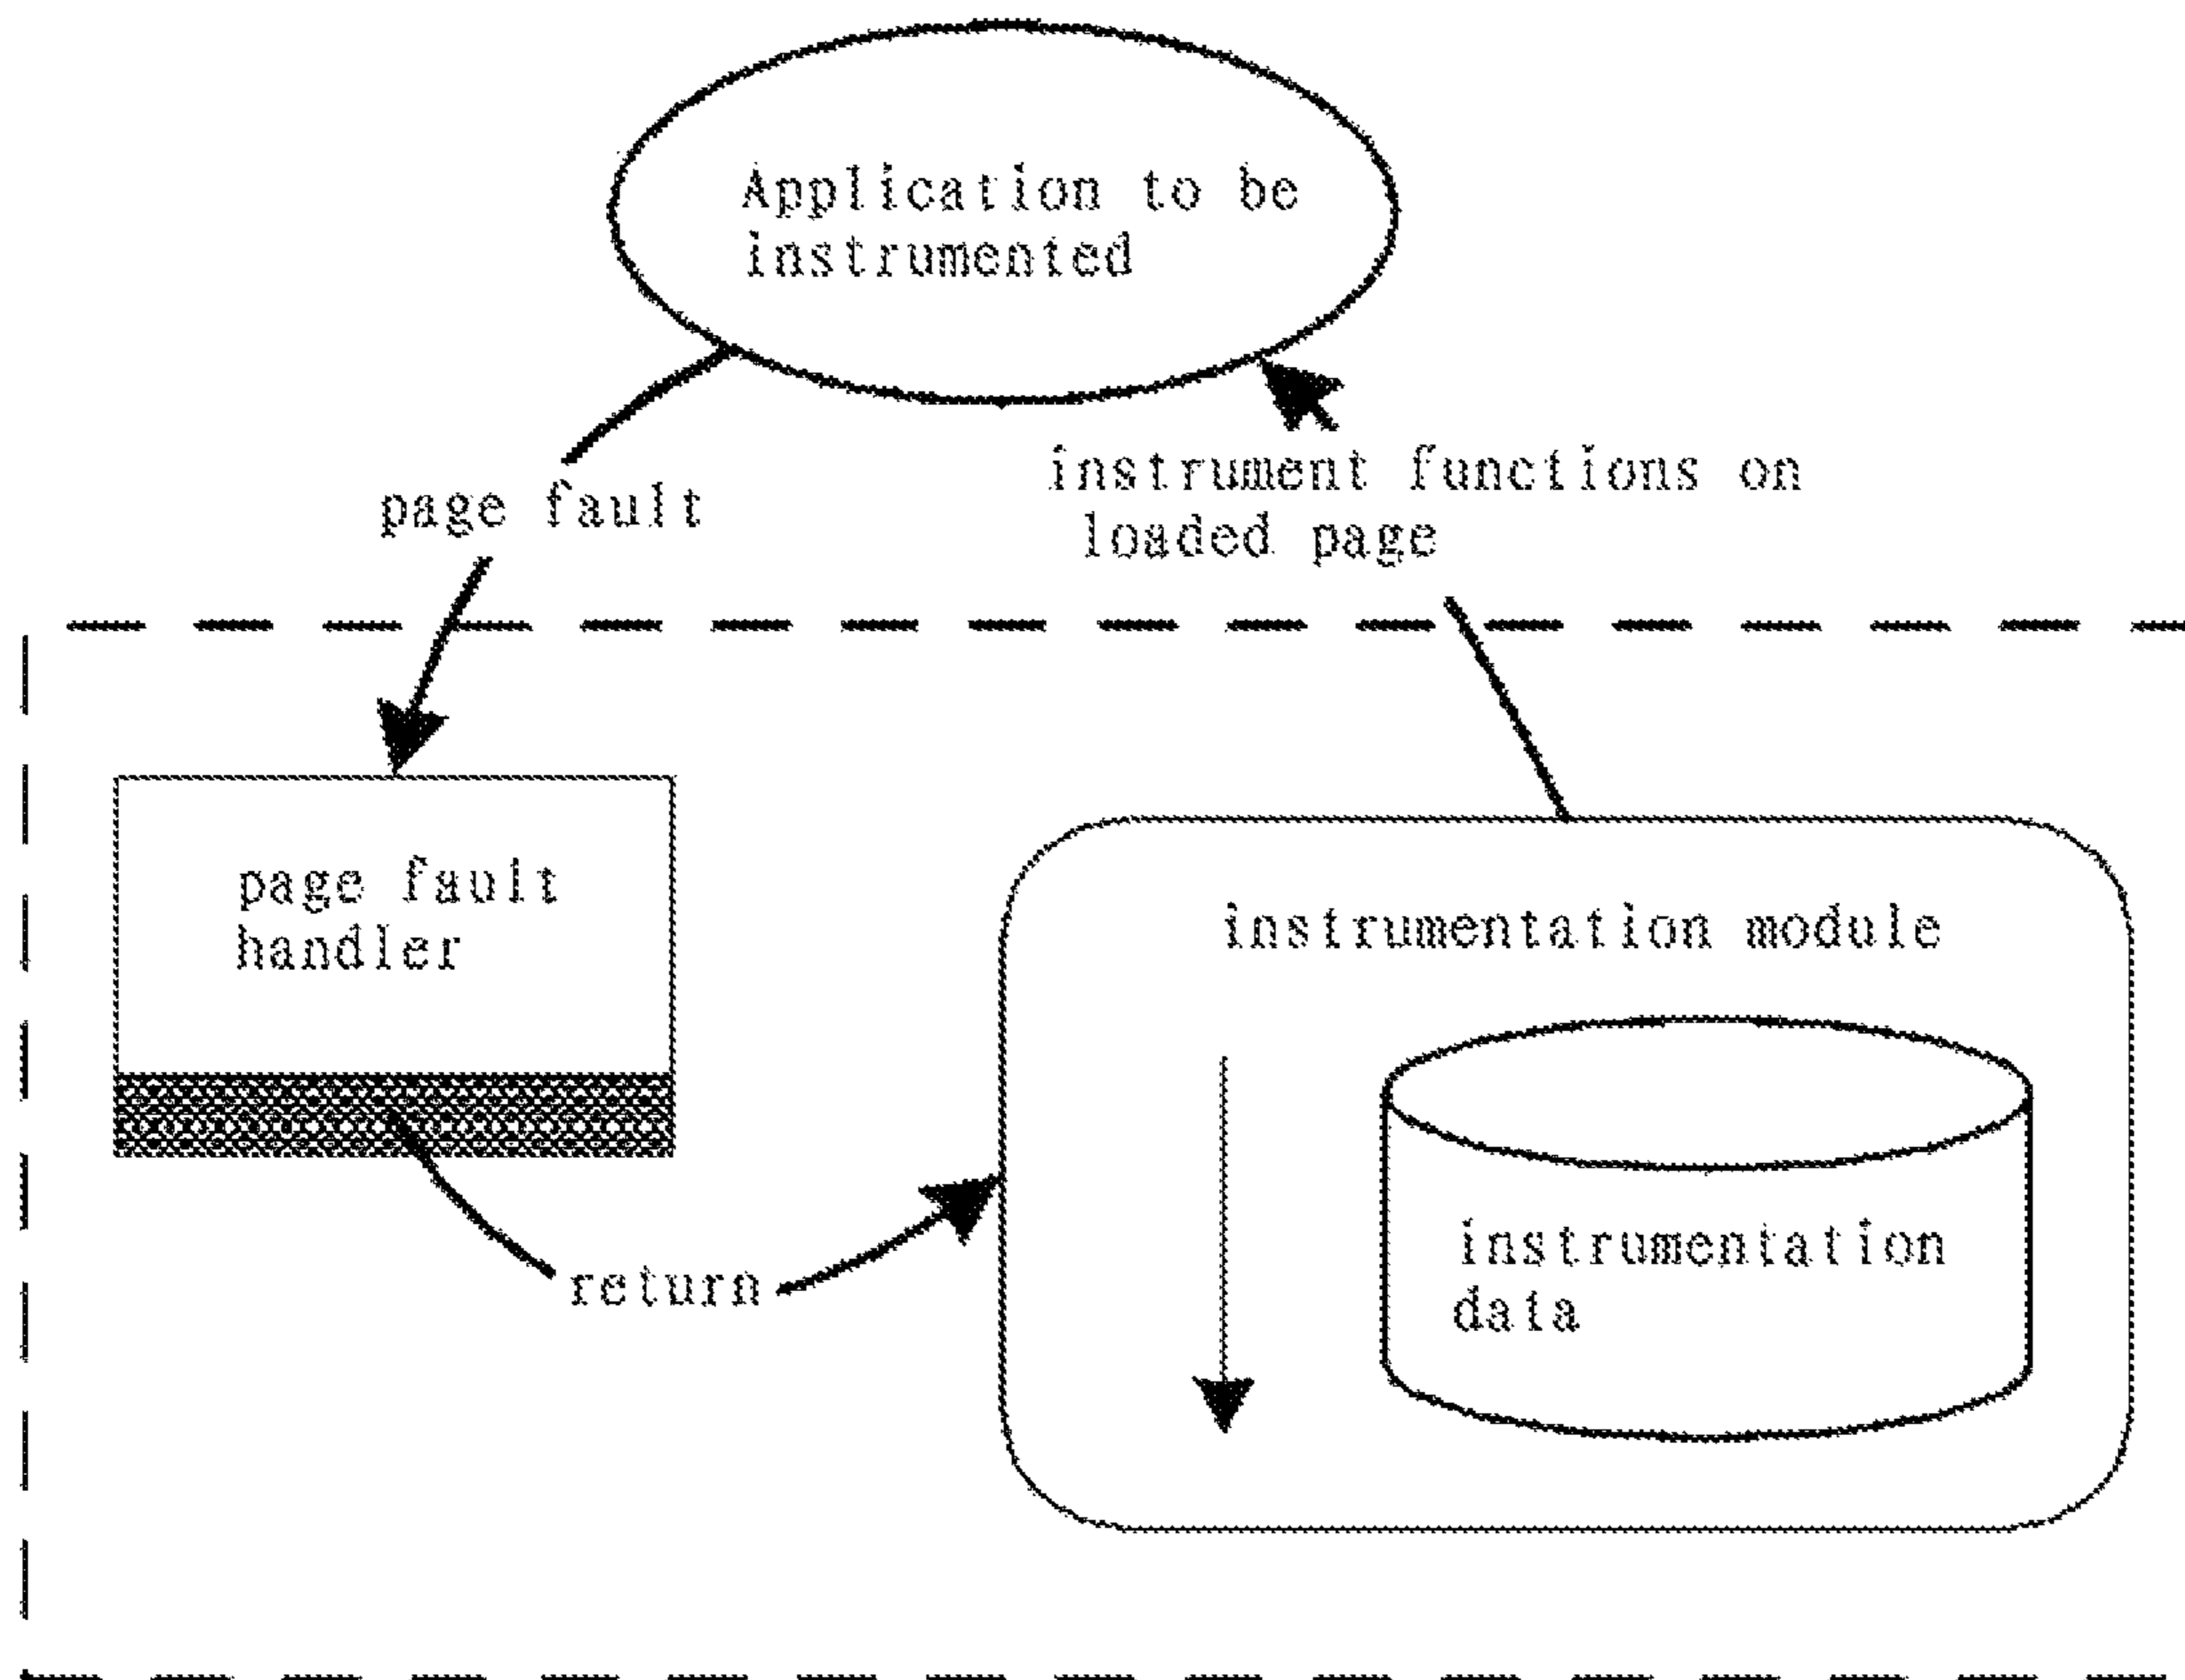 Application to be
instrumented
page fault
instrument functions on
loaded page
page fault
handler
instrumentation module
instrumentation
data
return